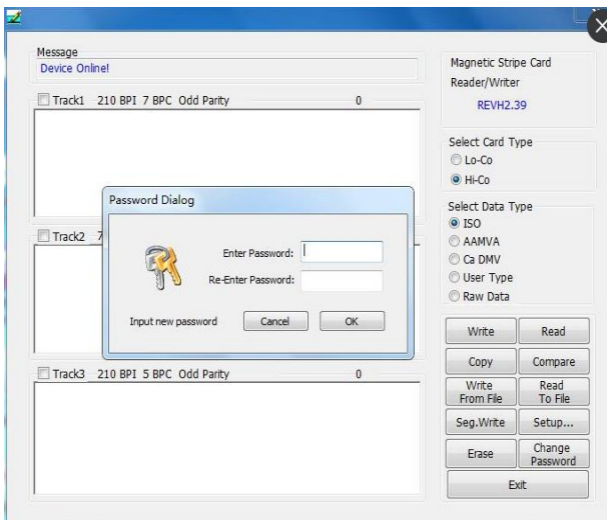 Message
Device Online!
Track1 210 BPI 7 BPC Odd Parity 0
Password Dialog
Enter Password:
Re-Enter Password:
Input new password
Cancel
OK
Track2 7
Track3 210 BPI 5 BPC Odd Parity 0
Magnetic Stripe Card
Reader/Writer
REVH2.39
Select Card Type
Lo-Co
Hi-Co
Select Data Type
ISO
AAMVA
Ca DMV
User Type
Raw Data
Write
Read
Copy
Compare
Write
From File
Read
To File
Seg.Write
Setup...
Erase
Change
Password
Exit